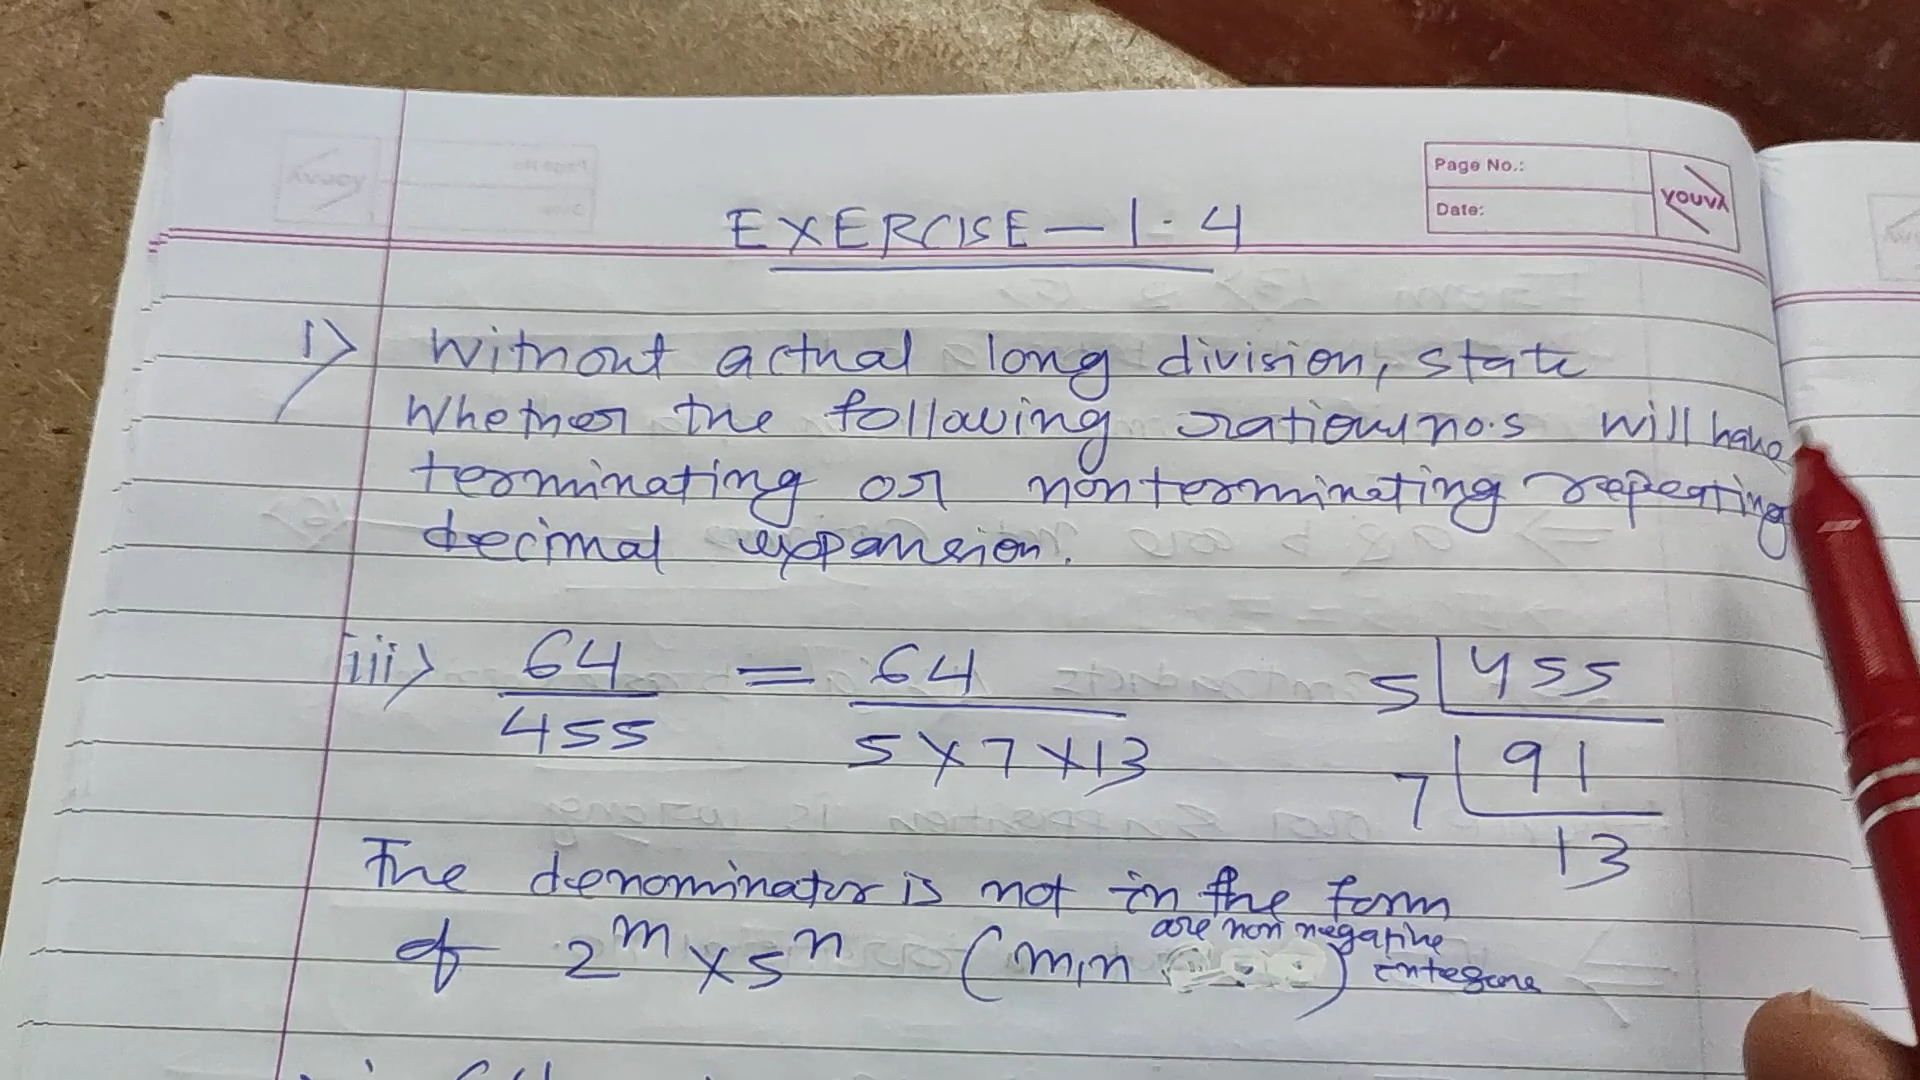 Page No.:
Date:
YOUVA
EXERCISE - 1.4
1) Without actual long division, state
whether the following rational no.s will have
terminating or nonterminating repeating
decimal expansion.
iii) 64/455 = 64/5×7×13
5 | 455
7 | 91
13
The denominator is not in the form
of 2^m × 5^n (m,n are non negative integers)